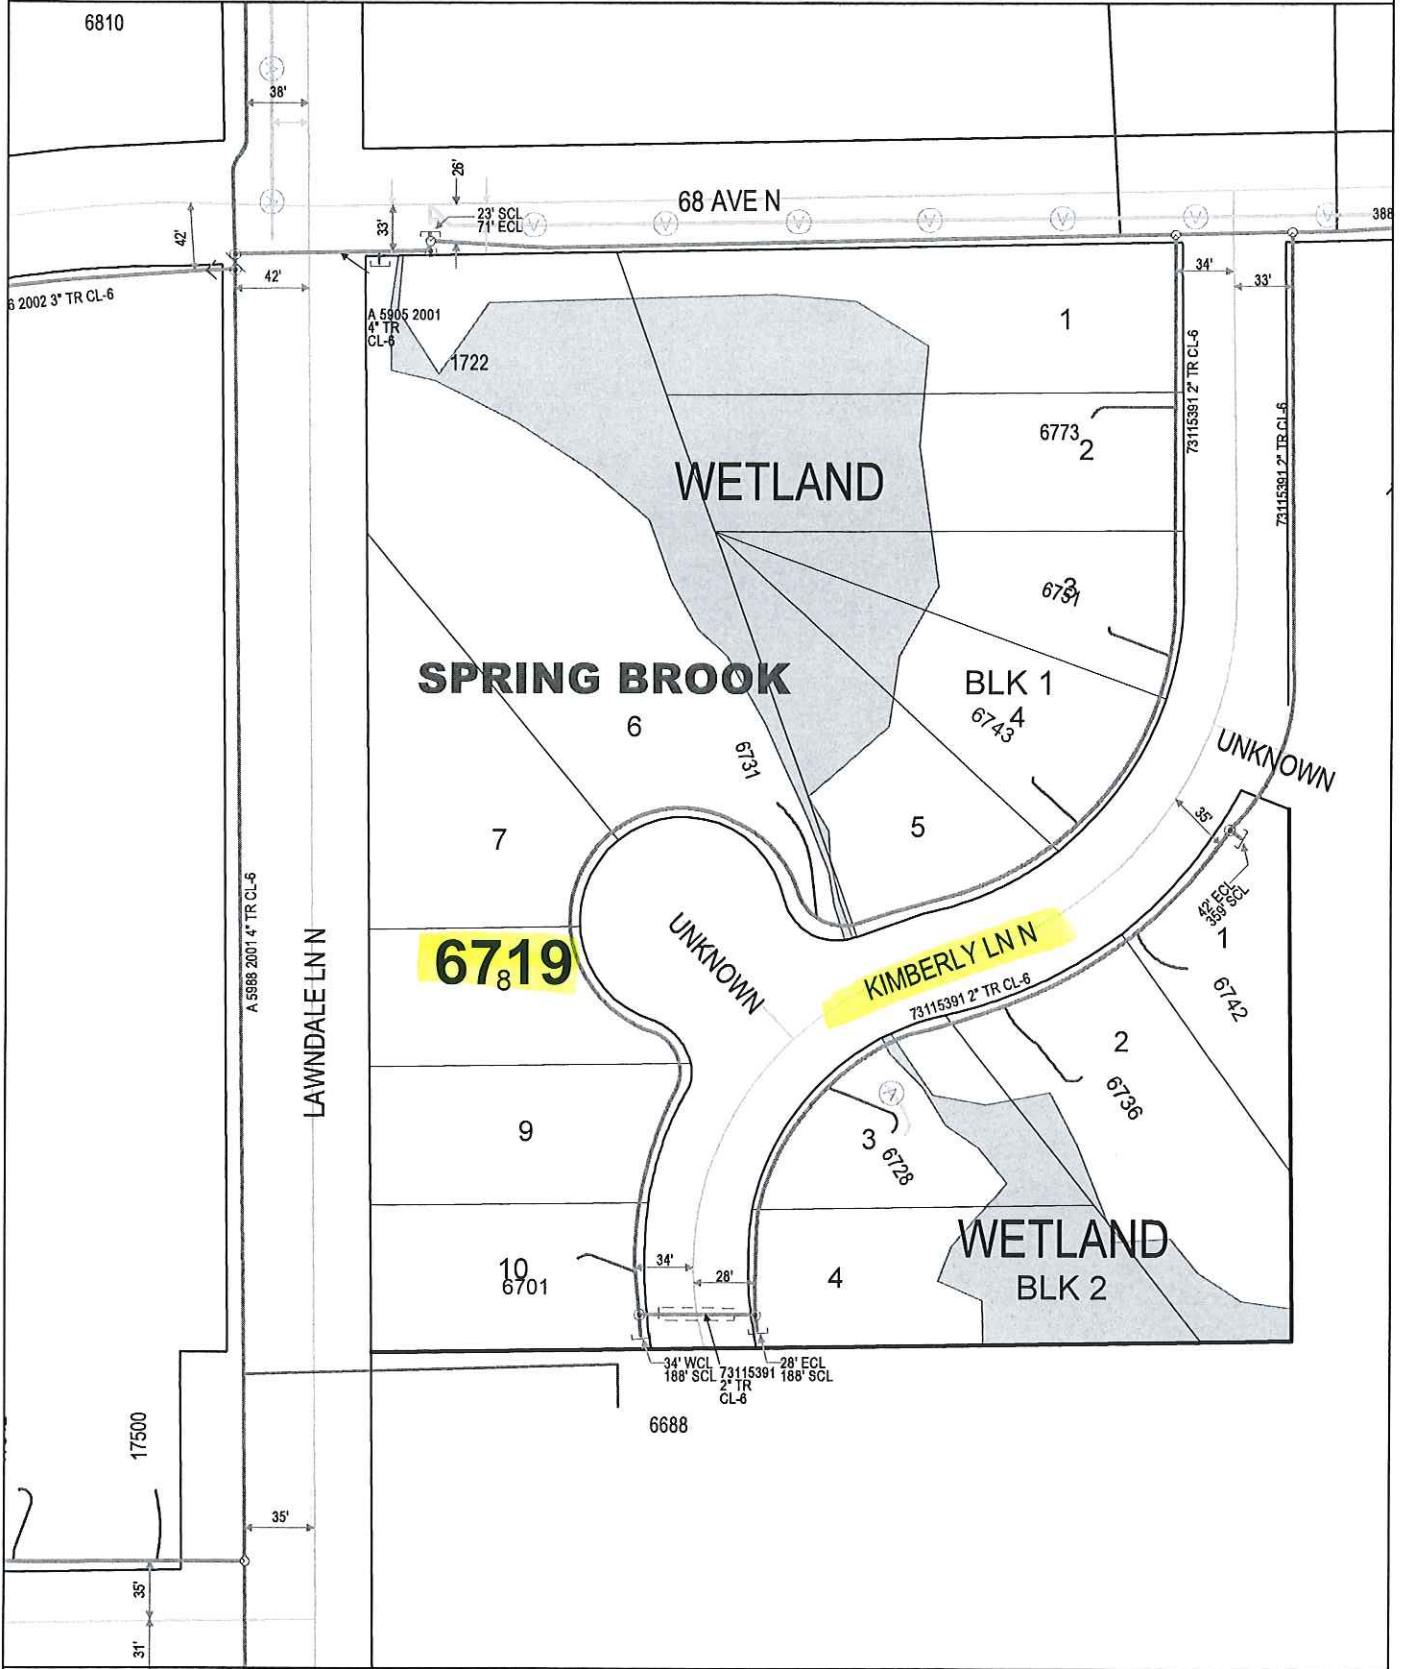 6810
38'
26'
68 AVE N
23' SCL
71' ECL
33'
42'
388
42'
34'
33'
6 2002 3" TR CL-6
A 5905 2001
4" TR
CL-6
1
1722
73115391 2" TR CL-6
73115391 2" TR CL-6
6773
2
WETLAND
3
6751
SPRING BROOK
BLK 1
4
6743
6
6731
UNKNOWN
7
5
35'
42' ECL
359' SCL
1
A 5988 2001 4" TR CL-6
LAWNDALE LN N
6719
8
UNKNOWN
KIMBERLY LN N
73115391 2" TR CL-6
6742
2
6736
9
3
6728
WETLAND
BLK 2
10
6701
34'
28'
4
34' WCL
188' SCL
73115391
2" TR
CL-6
28' ECL
188' SCL
6688
17500
35'
35'
31'